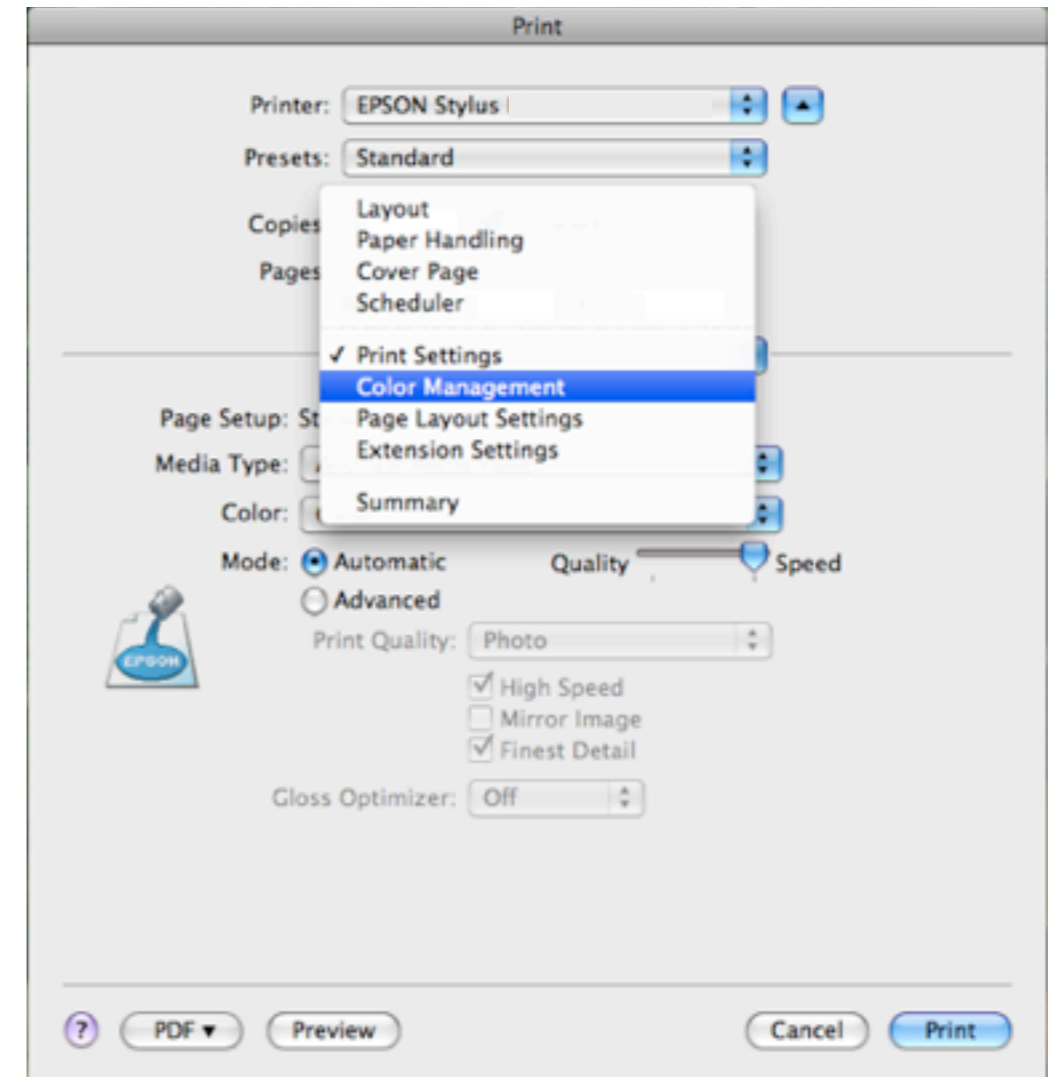 Print
Printer: EPSON Stylus
Presets: Standard
Copies
Pages
Layout
Paper Handling
Cover Page
Scheduler
✓ Print Settings
Color Management
Page Layout Settings
Extension Settings
Summary
Page Setup: St
Media Type:
Color:
Mode: Automatic Quality Speed
Advanced
Print Quality: Photo
High Speed
Mirror Image
Finest Detail
EPSON
Gloss Optimizer: Off
? PDF ▾ Preview Cancel Print